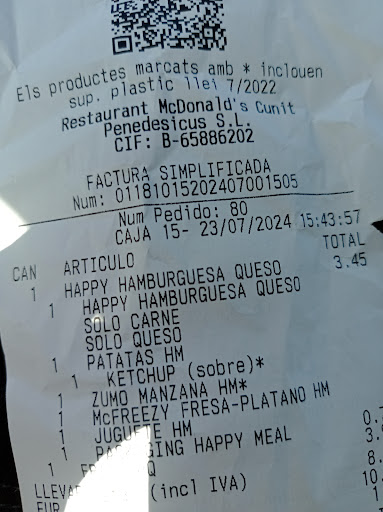 Els productes marcats amb * inclouen
sup. plastic llei 7/2022
Restaurant McDonald's Cunit
Penedesicus S.L.
CIF: B-65886202
FACTURA SIMPLIFICADA
Num: 01181015202407001505
Num Pedido: 80
CAJA 15- 23/07/2024 15:43:57
CAN ARTICULO TOTAL
1 HAPPY HAMBURGUESA QUESO 3.45
1 HAPPY HAMBURGUESA QUESO
SOLO CARNE
SOLO QUESO
1 PATATAS HM
1 KETCHUP (sobre)*
1 ZUMO MANZANA HM*
1 McFREEZY FRESA-PLATANO HM
1 JUGUETE HM
1 HAPPY MEAL
1
(incl IVA)
EUR